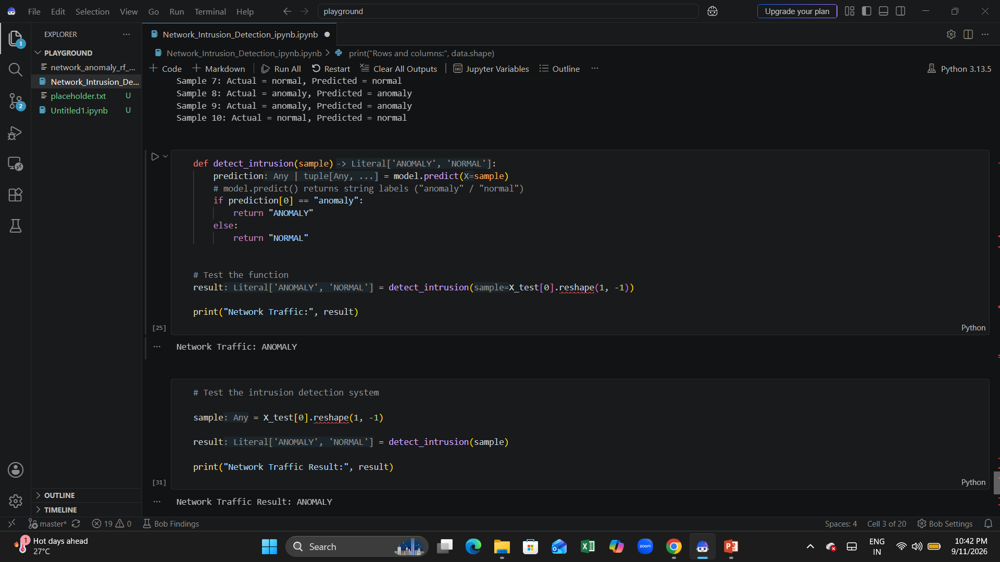 File Edit Selection View Go Run Terminal Help
playground
Upgrade your plan
EXPLORER
Network_Intrusion_Detection_ipynb.ipynb
PLAYGROUND
network_anomaly_rf_...
Network_Intrusion_De...
placeholder.txt U
Untitled1.ipynb U
1
2
Network_Intrusion_Detection_ipynb.ipynb > print("Rows and columns:", data.shape)
Code Markdown Run All Restart Clear All Outputs Jupyter Variables Outline ... Python 3.13.5
Sample 7: Actual = normal, Predicted = normal
Sample 8: Actual = anomaly, Predicted = anomaly
Sample 9: Actual = anomaly, Predicted = anomaly
Sample 10: Actual = normal, Predicted = normal
def detect_intrusion(sample) -> Literal['ANOMALY', 'NORMAL']:
prediction: Any | tuple[Any, ...] = model.predict(X=sample)
# model.predict() returns string labels ("anomaly" / "normal")
if prediction[0] == "anomaly":
return "ANOMALY"
else:
return "NORMAL"
# Test the function
result: Literal['ANOMALY', 'NORMAL'] = detect_intrusion(sample=X_test[0].reshape(1, -1))
print("Network Traffic:", result)
[25]
Python
Network Traffic: ANOMALY
# Test the intrusion detection system
sample: Any = X_test[0].reshape(1, -1)
result: Literal['ANOMALY', 'NORMAL'] = detect_intrusion(sample)
print("Network Traffic Result:", result)
[31]
Python
Network Traffic Result: ANOMALY
OUTLINE
TIMELINE
master* 19 0 Bob Findings Spaces: 4 Cell 3 of 20 Bob Settings
1
Hot days ahead
27°C
Search
zoom
ENG
IN
10:42 PM
9/11/2026